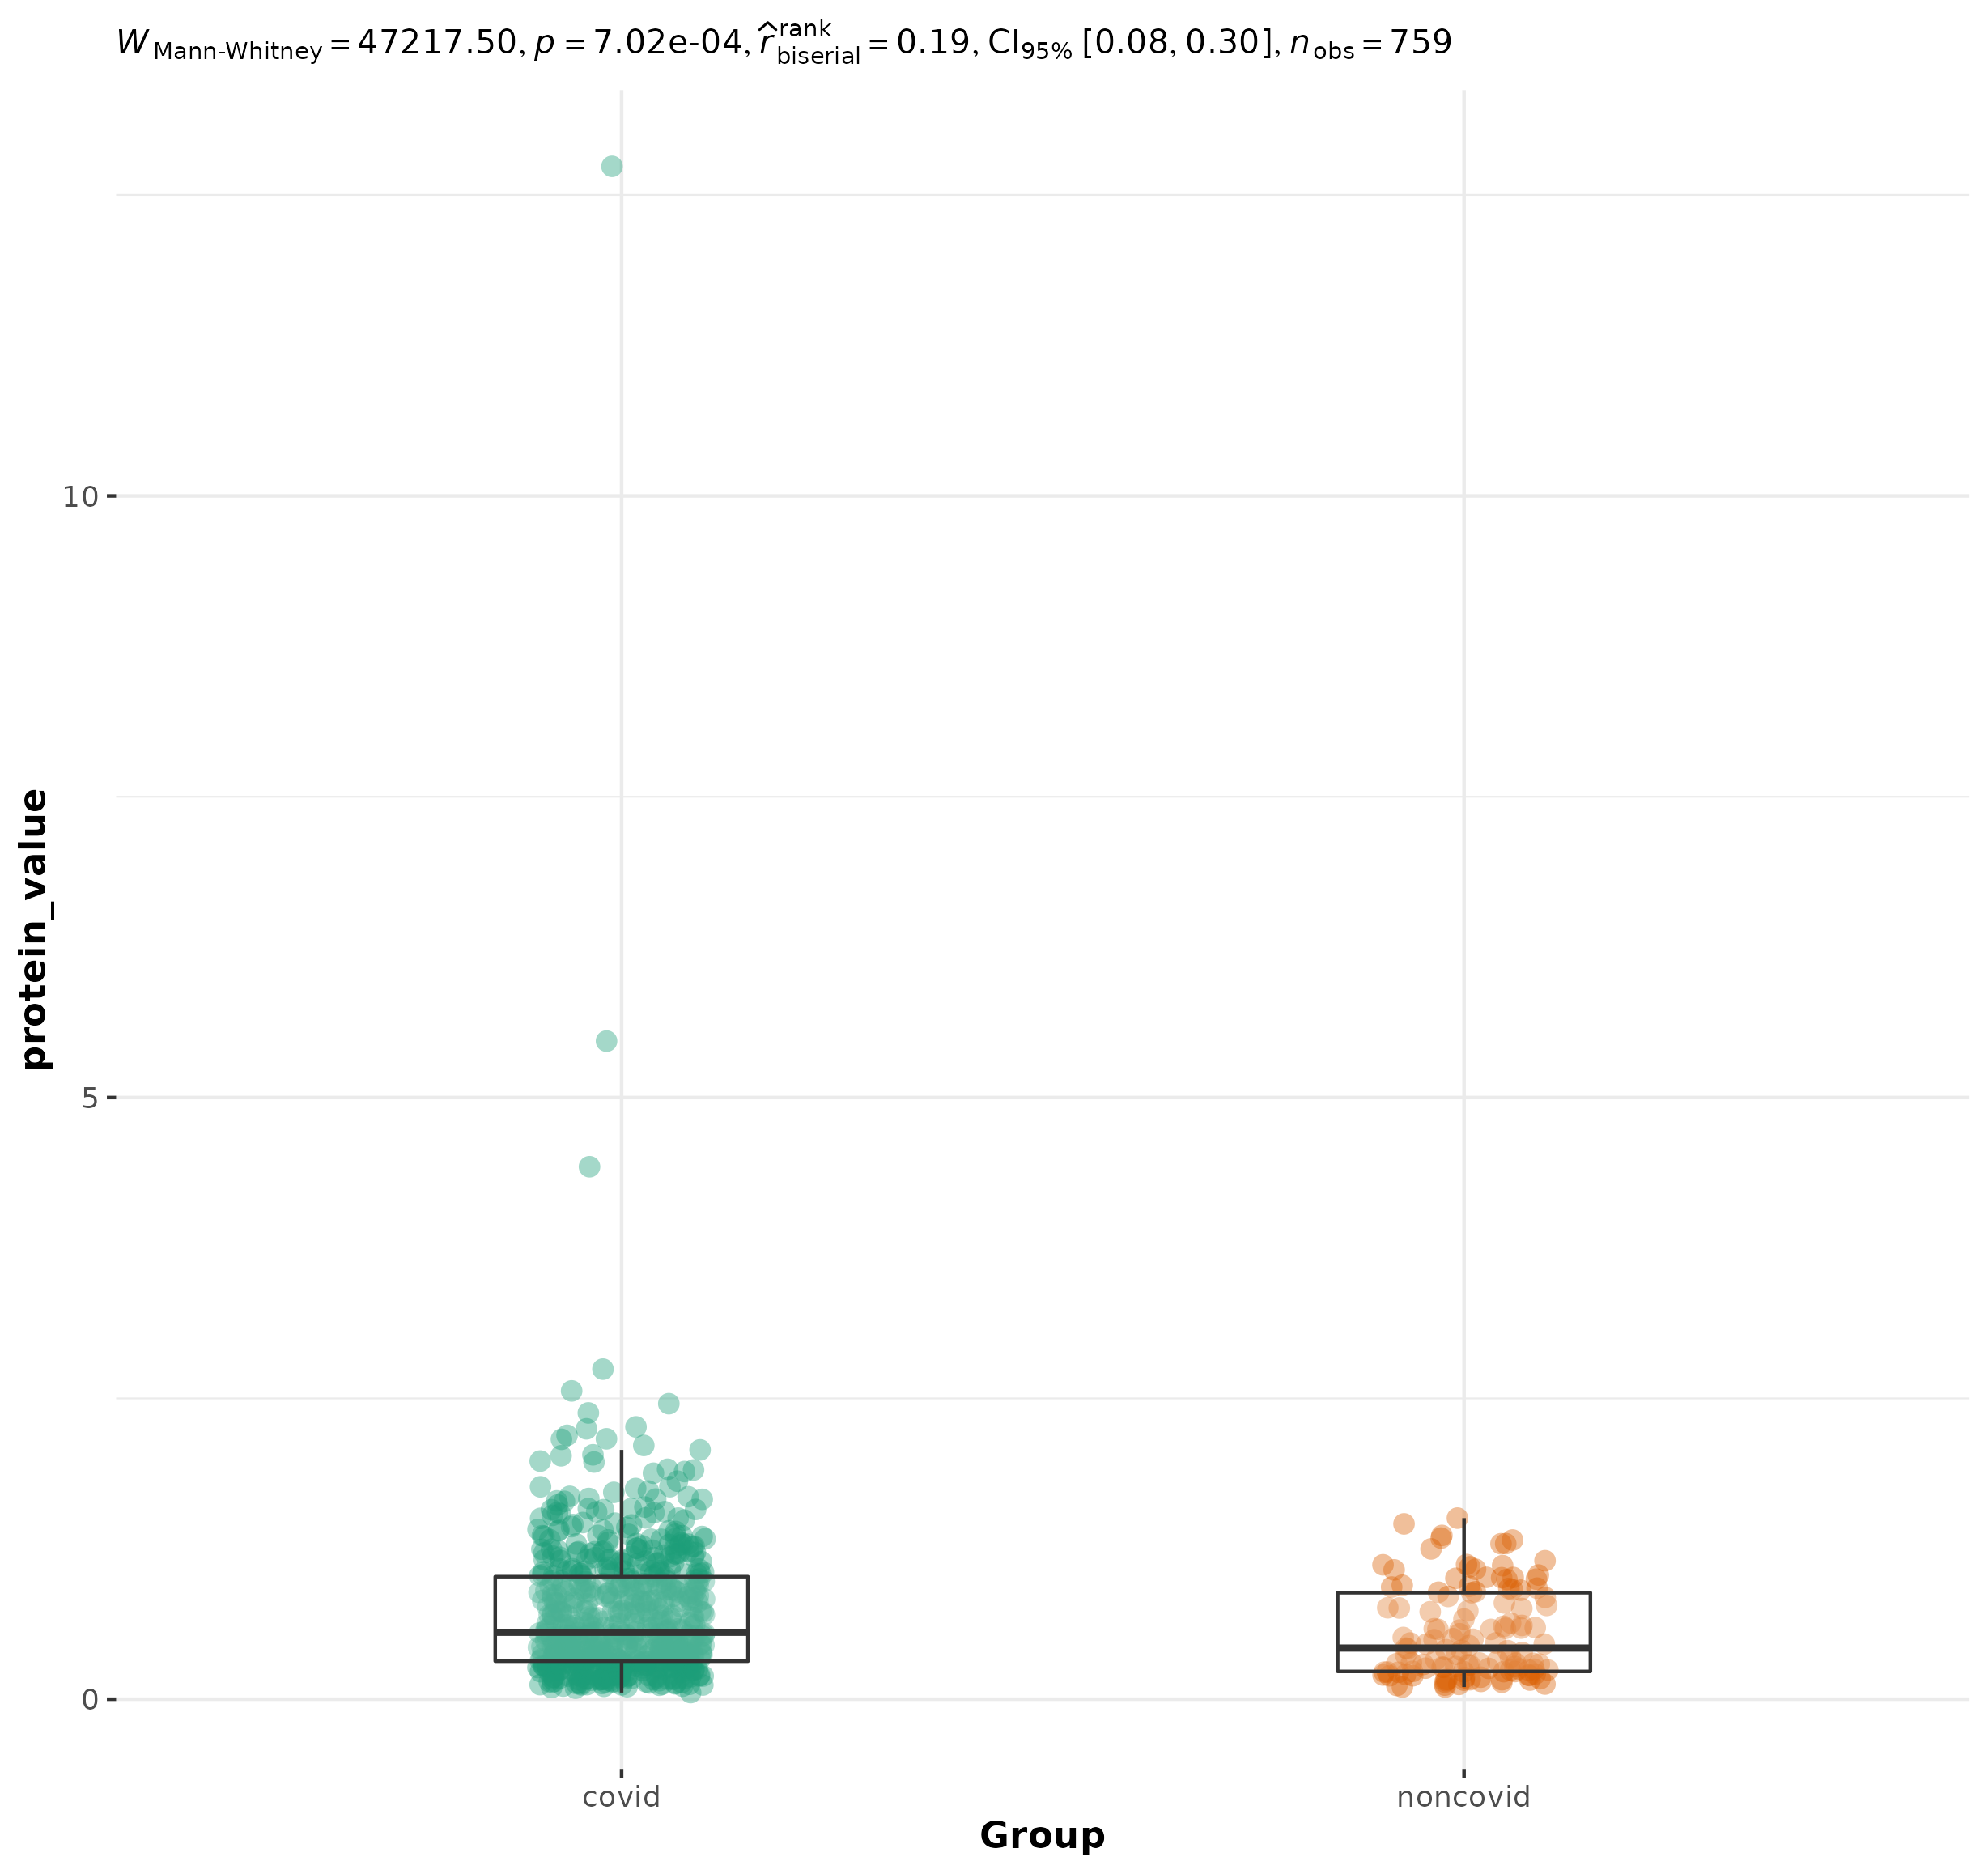 W Mann-Whitney = 47217.50, p = 7.02e-04, r̂ rank biserial = 0.19, CI95% [0.08, 0.30], nobs = 759
10
5
0
protein_value
covid noncovid
Group